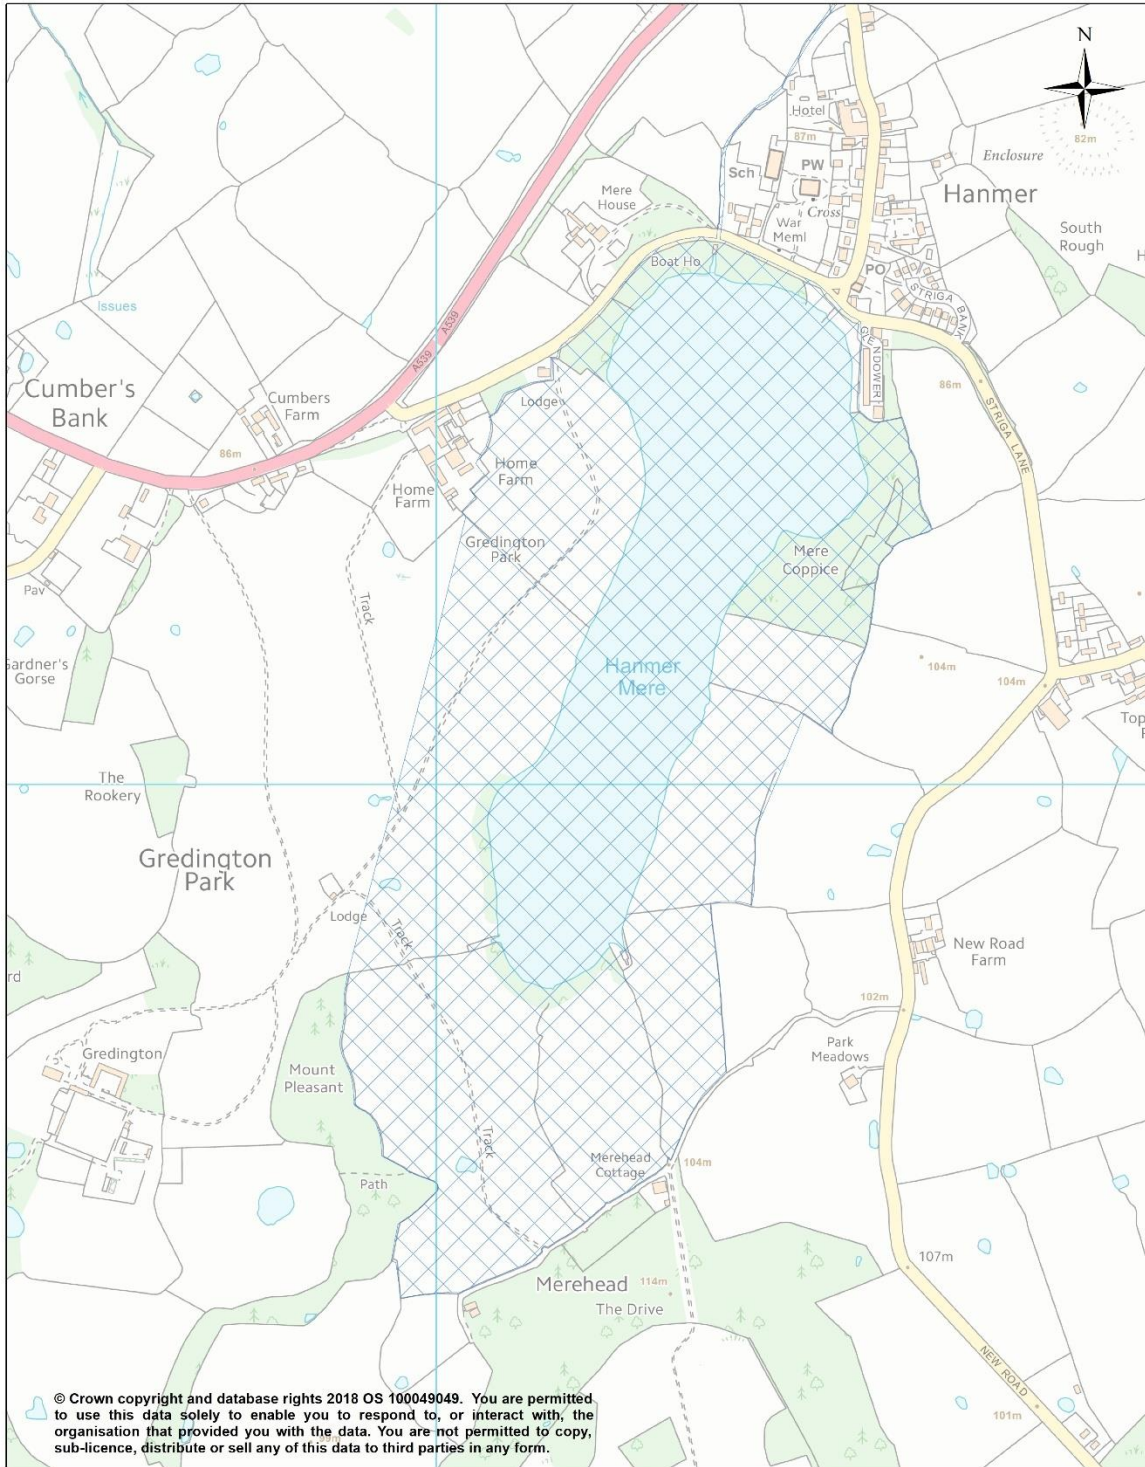 N
Hotel
87m
82m
Enclosure
Sch
PW
Hanmer
Mere
House
Cross
War
Meml
South
Rough
Boat Ho
PO
STRIGA BANK
Issues
A539
A539
GLENDOWER
86m
STRIGA LANE
Cumber's
Bank
Cumbers
Farm
Lodge
86m
Home
Farm
Home
Farm
Gredington
Park
Mere
Coppice
Pav
Track
Gardner's
Gorse
Hanmer
Mere
104m
104m
Top
The
Rookery
Gredington
Park
Lodge
Track
New Road
Farm
rd
102m
Park
Meadows
Gredington
Mount
Pleasant
Track
Merehead
Cottage
104m
Path
107m
Merehead
114m
The Drive
NEW ROAD
101m
© Crown copyright and database rights 2018 OS 100049049. You are permitted
to use this data solely to enable you to respond to, or interact with, the
organisation that provided you with the data. You are not permitted to copy,
sub-licence, distribute or sell any of this data to third parties in any form.